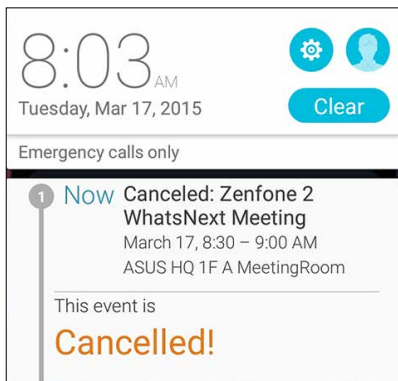 8:03 AM
Tuesday, Mar 17, 2015
Clear
Emergency calls only
1 Now Canceled: Zenfone 2
WhatsNext Meeting
March 17, 8:30 – 9:00 AM
ASUS HQ 1F A MeetingRoom
This event is
Cancelled!